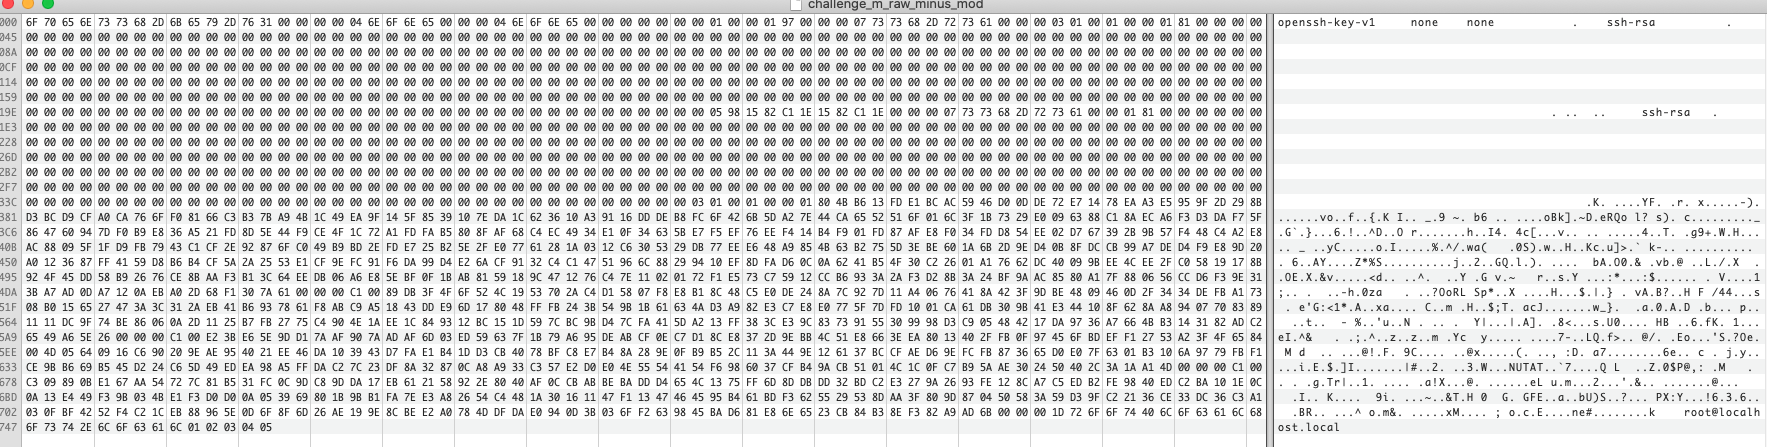 challenge_m_raw_minus_mod
000 6F 70 65 6E 73 73 68 2D 6B 65 79 2D 76 31 00 00 00 00 04 6E 6F 6E 65 00 00 00 04 6E 6F 6E 65 00 00 00 00 00 00 00 01 00 00 01 97 00 00 00 07 73 73 68 2D 72 73 61 00 00 00 03 01 00 01 00 00 01 81 00 00 00 00 openssh-key-v1 none none . ssh-rsa .
045 00 00 00 00 00 00 00 00 00 00 00 00 00 00 00 00 00 00 00 00 00 00 00 00 00 00 00 00 00 00 00 00 00 00 00 00 00 00 00 00 00 00 00 00 00 00 00 00 00 00 00 00 00 00 00 00 00 00 00 00 00 00 00 00 00 00 00 00 00
08A 00 00 00 00 00 00 00 00 00 00 00 00 00 00 00 00 00 00 00 00 00 00 00 00 00 00 00 00 00 00 00 00 00 00 00 00 00 00 00 00 00 00 00 00 00 00 00 00 00 00 00 00 00 00 00 00 00 00 00 00 00 00 00 00 00 00 00 00 00
0CF 00 00 00 00 00 00 00 00 00 00 00 00 00 00 00 00 00 00 00 00 00 00 00 00 00 00 00 00 00 00 00 00 00 00 00 00 00 00 00 00 00 00 00 00 00 00 00 00 00 00 00 00 00 00 00 00 00 00 00 00 00 00 00 00 00 00 00 00 00
114 00 00 00 00 00 00 00 00 00 00 00 00 00 00 00 00 00 00 00 00 00 00 00 00 00 00 00 00 00 00 00 00 00 00 00 00 00 00 00 00 00 00 00 00 00 00 00 00 00 00 00 00 00 00 00 00 00 00 00 00 00 00 00 00 00 00 00 00 00
159 00 00 00 00 00 00 00 00 00 00 00 00 00 00 00 00 00 00 00 00 00 00 00 00 00 00 00 00 00 00 00 00 00 00 00 00 00 00 00 00 00 00 00 00 00 00 00 00 00 00 00 00 00 00 00 00 00 00 00 00 00 00 00 00 00 00 00 00 00
19E 00 00 00 00 00 00 00 00 00 00 00 00 00 00 00 00 00 00 00 00 00 00 00 00 00 00 00 00 00 00 00 00 00 00 00 00 00 00 05 98 15 82 C1 1E 15 82 C1 1E 00 00 00 07 73 73 68 2D 72 73 61 00 00 01 81 00 00 00 00 00 00 . .. .. ssh-rsa .
1E3 00 00 00 00 00 00 00 00 00 00 00 00 00 00 00 00 00 00 00 00 00 00 00 00 00 00 00 00 00 00 00 00 00 00 00 00 00 00 00 00 00 00 00 00 00 00 00 00 00 00 00 00 00 00 00 00 00 00 00 00 00 00 00 00 00 00 00 00 00
228 00 00 00 00 00 00 00 00 00 00 00 00 00 00 00 00 00 00 00 00 00 00 00 00 00 00 00 00 00 00 00 00 00 00 00 00 00 00 00 00 00 00 00 00 00 00 00 00 00 00 00 00 00 00 00 00 00 00 00 00 00 00 00 00 00 00 00 00 00
26D 00 00 00 00 00 00 00 00 00 00 00 00 00 00 00 00 00 00 00 00 00 00 00 00 00 00 00 00 00 00 00 00 00 00 00 00 00 00 00 00 00 00 00 00 00 00 00 00 00 00 00 00 00 00 00 00 00 00 00 00 00 00 00 00 00 00 00 00 00
2B2 00 00 00 00 00 00 00 00 00 00 00 00 00 00 00 00 00 00 00 00 00 00 00 00 00 00 00 00 00 00 00 00 00 00 00 00 00 00 00 00 00 00 00 00 00 00 00 00 00 00 00 00 00 00 00 00 00 00 00 00 00 00 00 00 00 00 00 00 00
2F7 00 00 00 00 00 00 00 00 00 00 00 00 00 00 00 00 00 00 00 00 00 00 00 00 00 00 00 00 00 00 00 00 00 00 00 00 00 00 00 00 00 00 00 00 00 00 00 00 00 00 00 00 00 00 00 00 00 00 00 00 00 00 00 00 00 00 00 00 00
33C 00 00 00 00 00 00 00 00 00 00 00 00 00 00 00 00 00 00 00 00 00 00 00 00 00 00 00 00 00 00 00 00 00 00 00 00 00 00 00 03 01 00 01 00 00 01 80 4B B6 13 FD E1 BC AC 59 46 D0 0D DE 72 E7 14 78 EA A3 E5 95 9F 2D 29 8B .K. ....YF. .r. x.....-).
381 D3 BC D9 CF A0 CA 76 6F F0 81 66 C3 B3 7B A9 4B 1C 49 EA 9F 14 5F 85 39 10 7E DA 1C 62 36 10 A3 91 16 DD DE B8 FC 6F 42 6B 5D A2 7E 44 CA 65 52 51 6F 01 6C 3F 1B 73 29 E0 09 63 88 C1 8A EC A6 F3 D3 DA F7 5F ......vo..f..{.K I.. _.9 ~. b6 .. ....oBk].~D.eRQo l? s). c........._
3C6 86 47 60 94 7D F0 B9 E8 36 A5 21 FD 8D 5E 44 F9 CE 4F 1C 72 A1 FD FA B5 80 8F AF 68 C4 EC 49 34 E1 0F 34 63 5B E7 F5 EF 76 EE F4 14 B4 F9 01 FD AF D8 E8 02 D7 67 39 2B 9B 57 F4 48 C4 A2 E8
40B AC 88 09 5F 1F D9 FB 79 43 C1 CF 2E 92 87 6F C0 49 B9 BD 2E FD E7 25 B2 5E 2F E0 77 61 28 1A 03 12 C6 30 53 29 DB 77 EE E6 48 A9 85 4B 63 B2 75 5D 3E BE 60 1A 6B 2D 9E D4 0B 8F DC CB 99 A7 DE D4 F9 E8 9D 20
450 A0 12 36 87 FF 41 59 D8 B6 B4 CF 5A 2A 25 53 E1 CF 9E FC 91 F6 DA 99 D4 E2 6A CF 91 32 C4 C1 47 51 96 6C 88 29 94 10 EF 8D FA D6 0C 0A 62 41 B5 4F 30 C2 26 01 A1 76 62 DC 40 09 9B EE 4C EE 2F C0 58 19 17 8B
495 92 4F 45 DD 58 B9 26 76 CE 8B AA F3 B1 3C 64 EE DB 06 A6 E8 5E BF 0F 1B AB 81 59 18 9C 47 12 76 C4 7E 11 02 01 72 F1 E5 73 C7 59 12 CC B6 93 3A 2A F3 D2 8B 3A 24 BF 9A AC 85 80 A1 7F 88 06 56 CC D6 F3 9E 31
4DA 3B A7 AD 0D A7 12 0A EB A0 2D 68 F1 30 7A 61 00 00 00 C1 00 89 DB 3F 4F 6F 52 4C 19 53 70 2A C4 D1 58 07 F8 E8 B1 8C 48 C5 E0 DE 24 8A 7C 92 7D 11 A4 06 76 41 8A 42 3F 9D BE 48 09 46 0D 2F 34 34 DE FB A1 73
51F 08 B0 15 65 27 47 3A 3C 31 2A EB 41 B6 93 78 61 F8 AB C9 A5 18 43 DD E9 6D 17 80 48 FF FB 24 3B 54 9B 1B 61 63 4A D3 A9 82 E3 C7 E8 E0 77 5F 7D FD 10 01 CA 61 DB 30 9B 41 E3 44 10 8F 62 8A A8 94 07 70 83 89
564 11 11 DC 9F 74 BE 86 06 0A 2D 11 25 B7 FB 27 75 C4 90 4E 1A EE 1C 84 93 12 BC 15 1D 59 7C BC 9B D4 7C FA 41 5D A2 13 FF 38 3C E3 9C 83 73 91 55 30 99 98 D3 C9 05 48 42 17 DA 97 36 A7 66 4B B3 14 31 82 AD C2
5A9 65 49 A6 5E 26 00 00 00 C1 00 E2 3B E6 5E 9D D1 7A AF 90 7A AD AF 6D 03 ED 59 63 7F 1B 79 A6 95 DE AB CF 0E C7 D1 8C E8 37 2D 9E BB 4C 51 E8 66 3E EA 80 13 40 2F FB 0F 97 45 6F BD EF F1 27 53 A2 3F 4F 65 84
5EE 00 4D 05 64 09 16 C6 90 20 9E AE 95 40 21 EE 46 DA 10 39 43 D7 FA E1 B4 1D D3 CB 40 78 BF C8 E7 B4 8A 28 9E 0F B9 B5 2C 11 3A 44 9E 12 61 37 BC CF AE D6 9E FC FB 87 36 65 D0 E0 7F 63 01 B3 10 6A 97 79 FB F1
633 CE 9B B6 69 B5 45 D2 24 C6 5D 49 ED EA 98 A5 FF DA C2 7C 23 DF 8A 32 87 0C A8 A9 33 C3 57 E2 D0 E0 4E 55 54 41 54 F6 98 60 37 CF B4 9A CB 51 01 4C 1C 0F C7 B9 5A AE 30 24 50 40 2C 3A 1A A1 4D 00 00 00 C1 00
678 C3 09 89 0B E1 67 AA 54 72 7C 81 B5 31 FC 0C 9D C8 9D DA 17 EB 61 21 58 92 2E 80 40 AF 0C CB AB BE BA DD D4 65 4C 13 75 FF 6D 8D DB DD 32 BD C2 E3 27 9A 26 93 FE 12 8C A7 C5 ED B2 FE 98 40 ED C2 BA 10 1E 0C
6BD 0A 13 E4 49 F3 9B 03 4B E1 F3 D0 D0 0A 05 39 69 80 1B 9B B1 FA 7E E3 A8 26 54 C4 48 1A 30 16 11 47 F1 13 47 46 45 95 B4 61 BD F3 62 55 29 53 8D AA 3F 80 9D 87 04 50 58 3A 59 D3 9F C2 21 36 CE 33 DC 36 C3 A1
702 03 0F BF 42 52 F4 C2 1C EB 88 96 5E 0D 6F 8F 6D 26 AE 19 9E 8C BE E2 A0 78 4D DF DA E0 94 0D 3B 03 6F F2 63 98 45 BA D6 81 E8 6E 65 23 CB 84 B3 8E F3 82 A9 AD 6B 00 00 00 1D 72 6F 6F 74 40 6C 6F 63 61 6C 68 .BR.. ...^ o.m&. .....xM.... ; o.c.E....ne#.......k root@localh
747 6F 73 74 2E 6C 6F 63 61 6C 01 02 03 04 05 ost.local